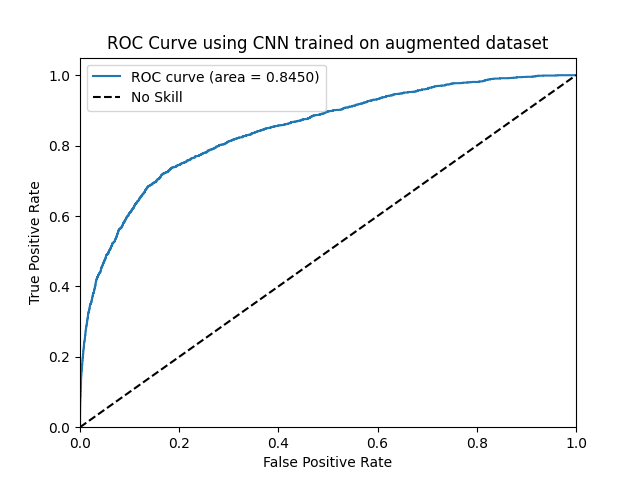 ROC Curve using CNN trained on augmented dataset
ROC curve (area = 0.8450)
No Skill
1.0
0.8
0.6
0.4
0.2
0.0
True Positive Rate
0.0 0.2 0.4 0.6 0.8 1.0
False Positive Rate